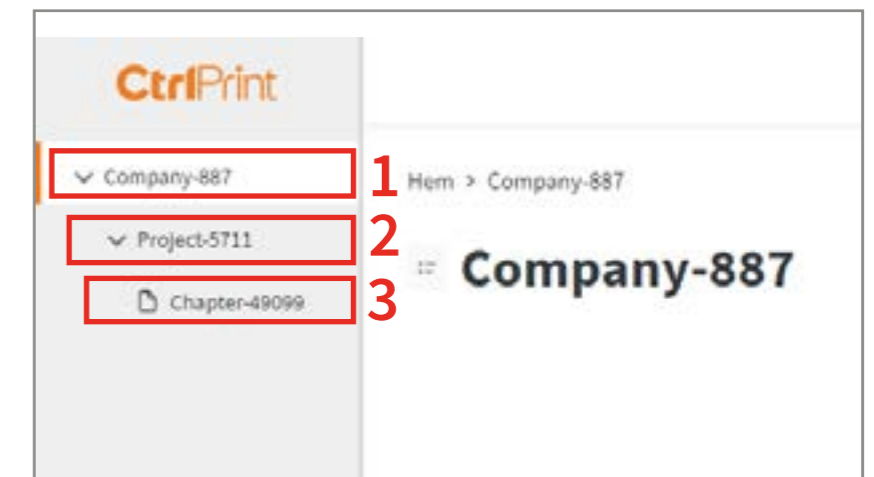 CtrlPrint
Company-887
1
Hem > Company-887
Project-5711
2
Company-887
Chapter-49099
3